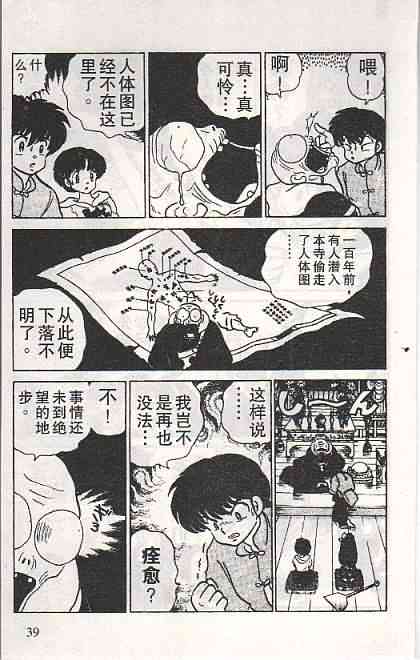 喂！
啊！
真…真
可怜…
人体图已
经不在这
里了。
什
么？
一百年前，
有人潜入
本寺偷走
了人体图
……
从此便
下落不
明了。
しーん
这样说
……
我岂不
是再也
没法…
痊愈？
不！
事情还
未到绝
望的地
步。
39